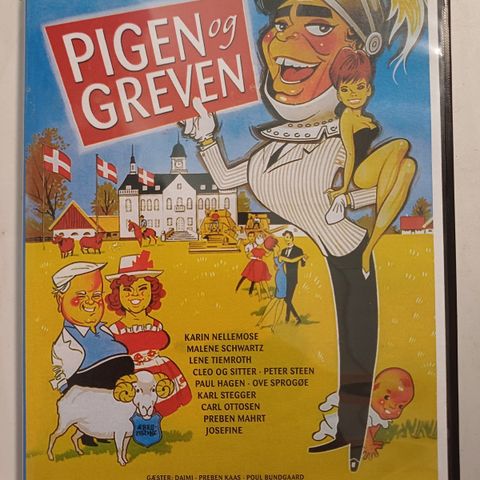 PIGEN og
GREVEN
KARIN NELLEMOSE
MALENE SCHWARTZ
LENE TIEMROTH
CLEO OG SITTER · PETER STEEN
PAUL HAGEN · OVE SPROGØE
KARL STEGGER
CARL OTTOSEN
PREBEN MAHRT
JOSEFINE
GÆSTER: DAIMI · PREBEN KAAS · POUL BUNDGAARD